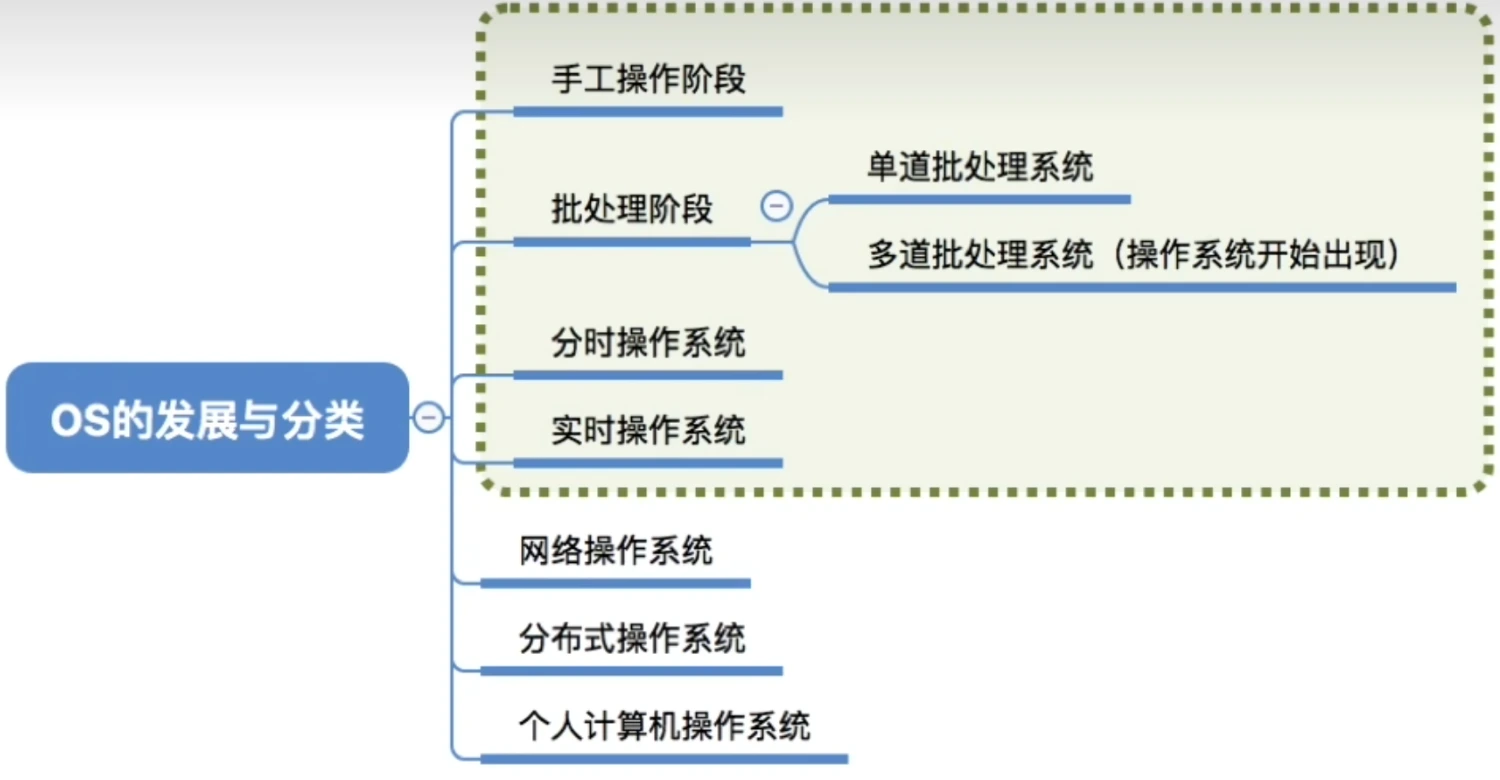 手工操作阶段
单道批处理系统
批处理阶段
多道批处理系统（操作系统开始出现）
分时操作系统
OS的发展与分类
实时操作系统
网络操作系统
分布式操作系统
个人计算机操作系统